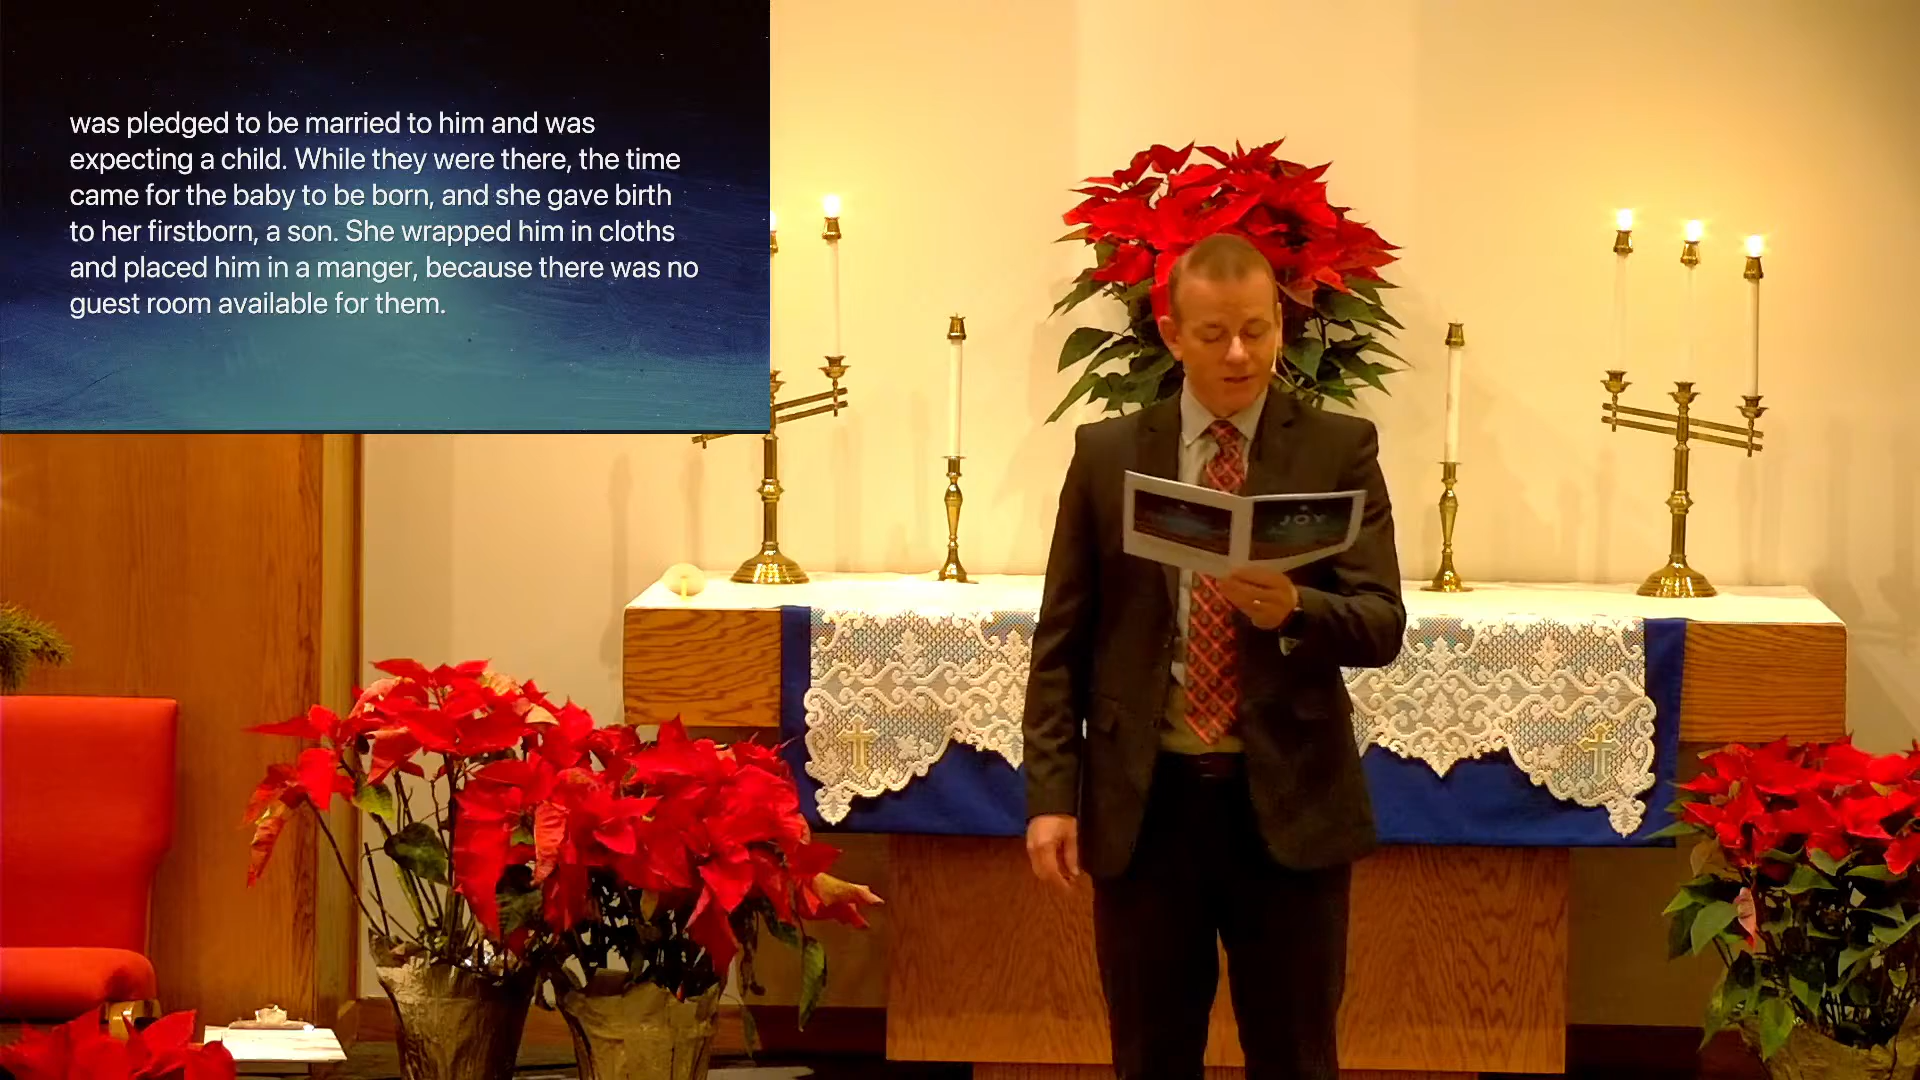 was pledged to be married to him and was
expecting a child. While they were there, the time
came for the baby to be born, and she gave birth
to her firstborn, a son. She wrapped him in cloths
and placed him in a manger, because there was no
guest room available for them.
JOY